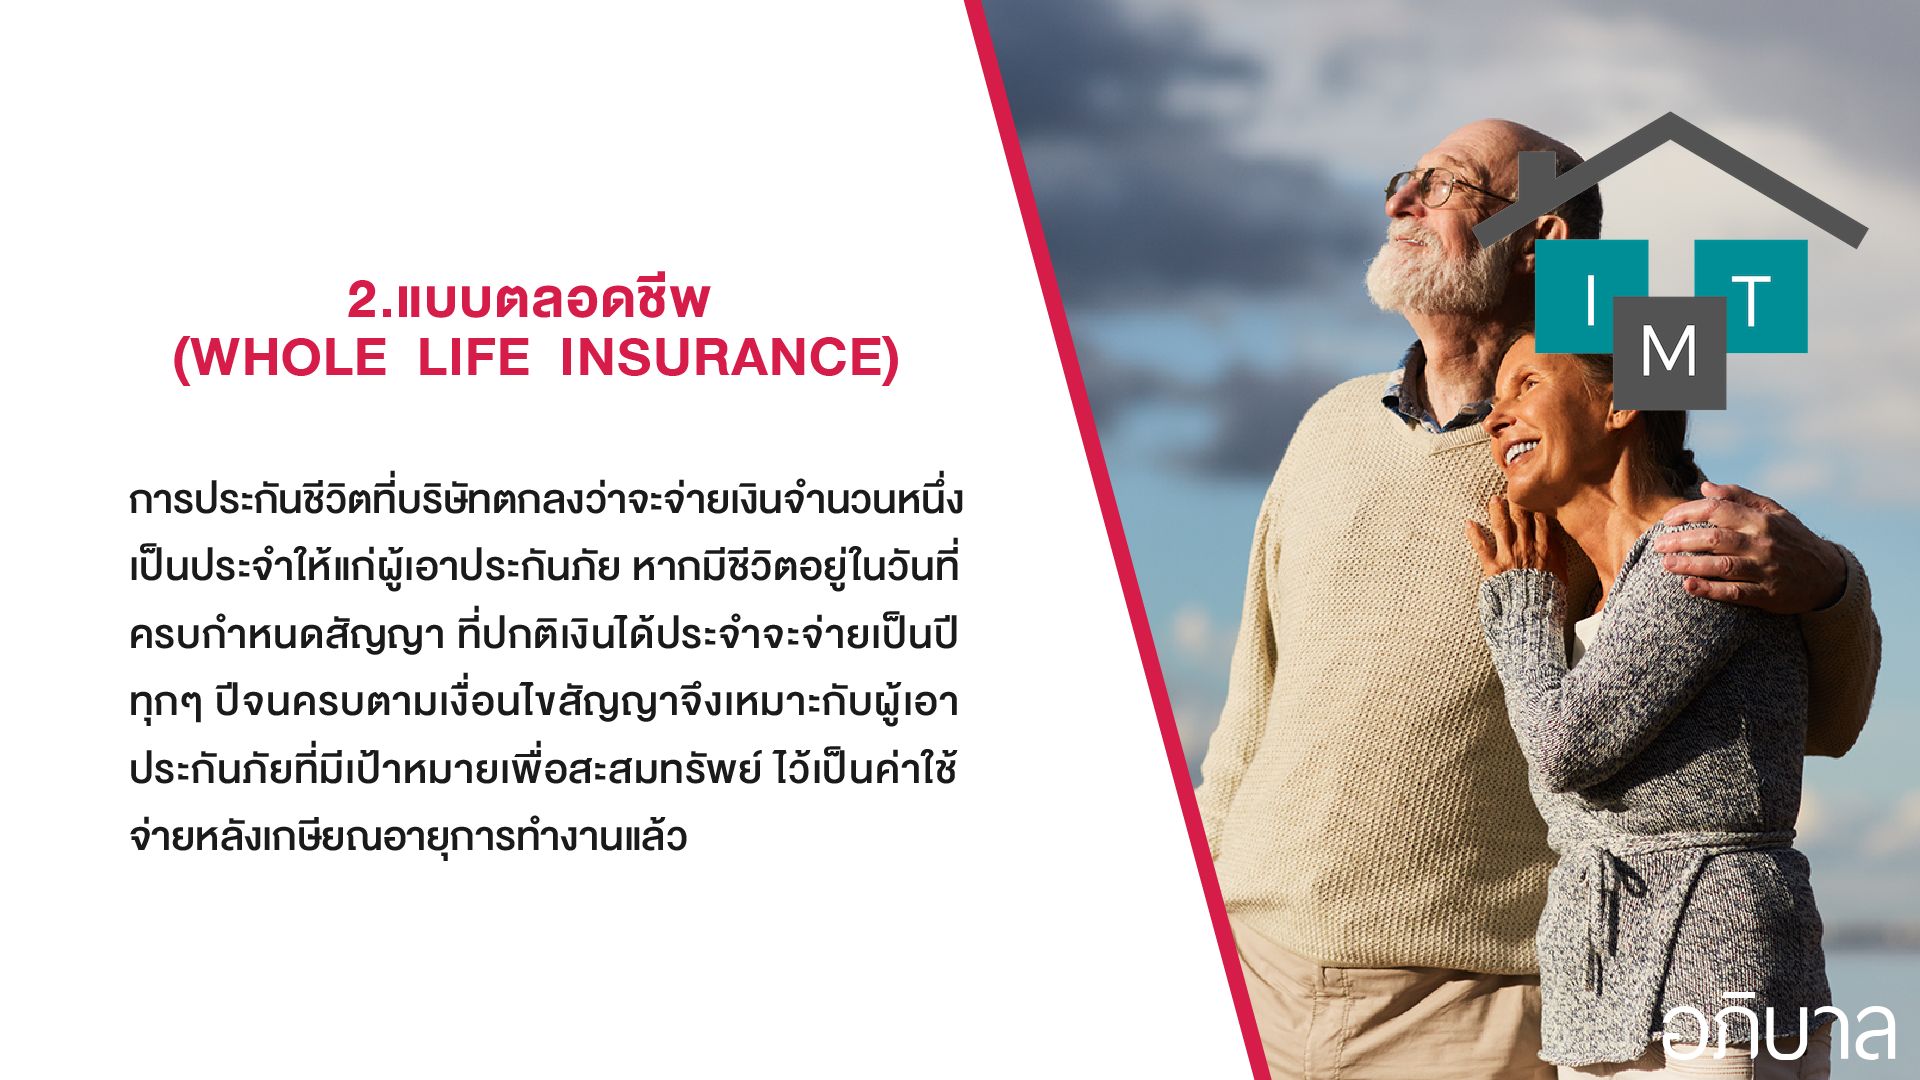 2.แบบตลอดชีพ
(WHOLE LIFE INSURANCE)
การประกันชีวิตที่บริษัทตกลงว่าจะจ่ายเงินจำนวนหนึ่ง
เป็นประจำให้แก่ผู้เอาประกันภัย หากมีชีวิตอยู่ในวันที่
ครบกำหนดสัญญา ที่ปกติเงินได้ประจำจะจ่ายเป็นปี
ทุกๆ ปีจนครบตามเงื่อนไขสัญญาจึงเหมาะกับผู้เอา
ประกันภัยที่มีเป้าหมายเพื่อสะสมทรัพย์ ไว้เป็นค่าใช้
จ่ายหลังเกษียณอายุการทำงานแล้ว
I M T
อภิบาล